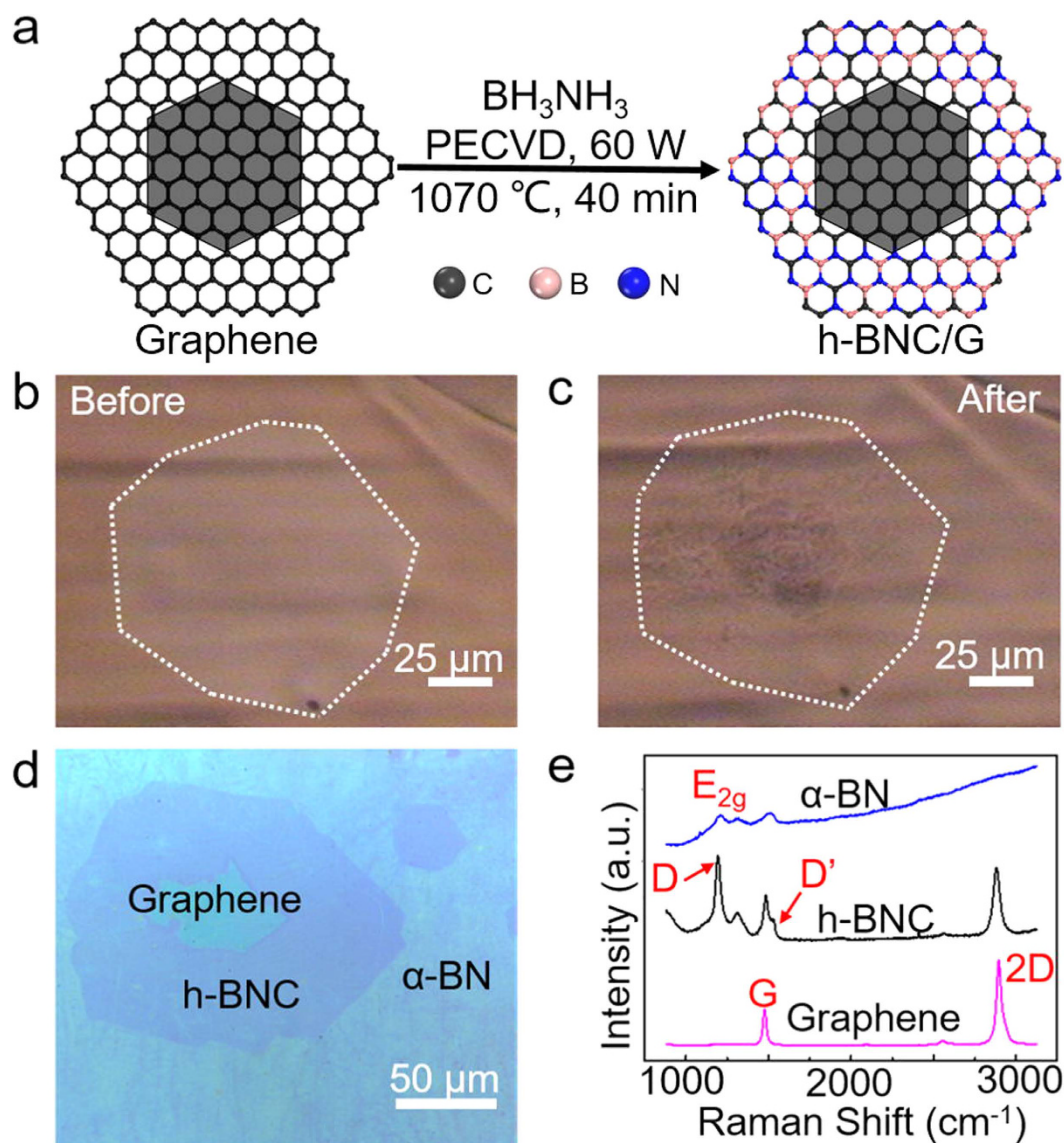 a
BH₃NH₃
PECVD, 60 W
1070 ℃, 40 min
C B N
Graphene
h-BNC/G
b
Before
25 µm
c
After
25 µm
d
Graphene
h-BNC
α-BN
50 µm
e
Intensity (a.u.)
E₂g
α-BN
D
D’
h-BNC
2D
G
Graphene
1000 2000 3000
Raman Shift (cm⁻¹)